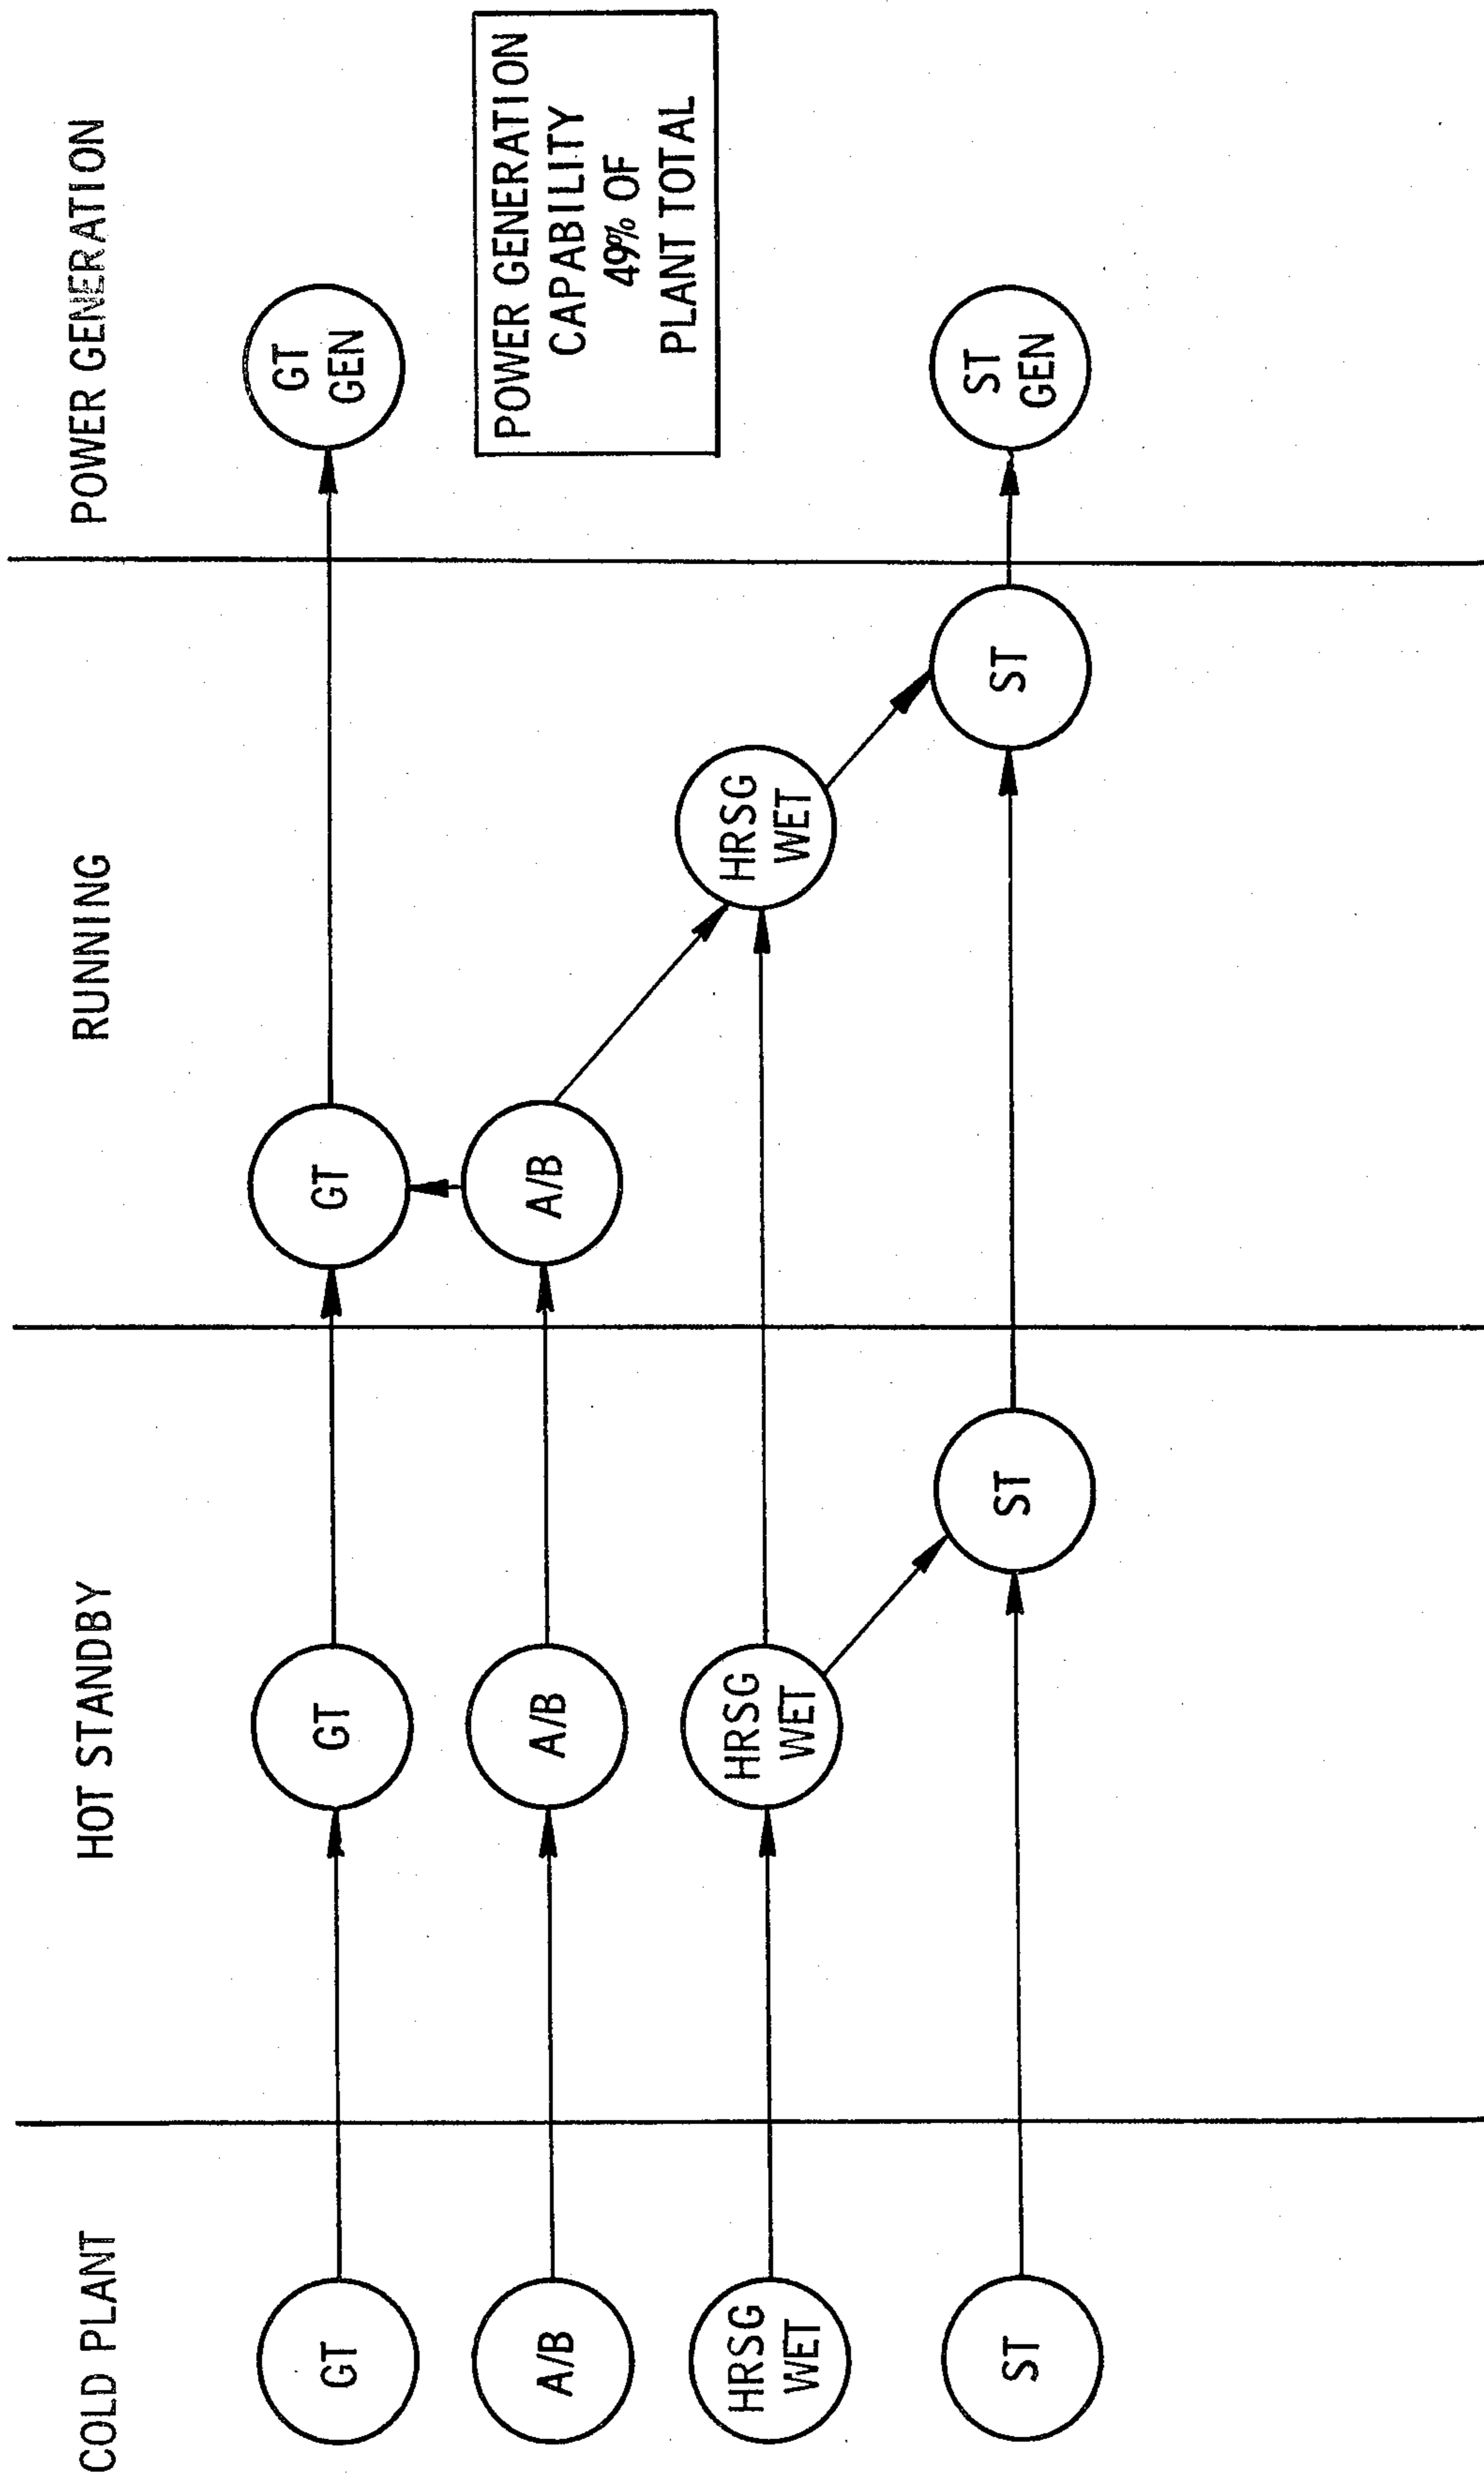 COLD PLANT
HOT STANDBY
RUNNING
POWER GENERATION
GT
GT
GT
GT
GEN
POWER GENERATION
CAPABILITY
49% OF
PLANT TOTAL
A/B
A/B
A/B
HRSG
WET
HRSG
WET
HRSG
WET
ST
ST
ST
ST
GEN